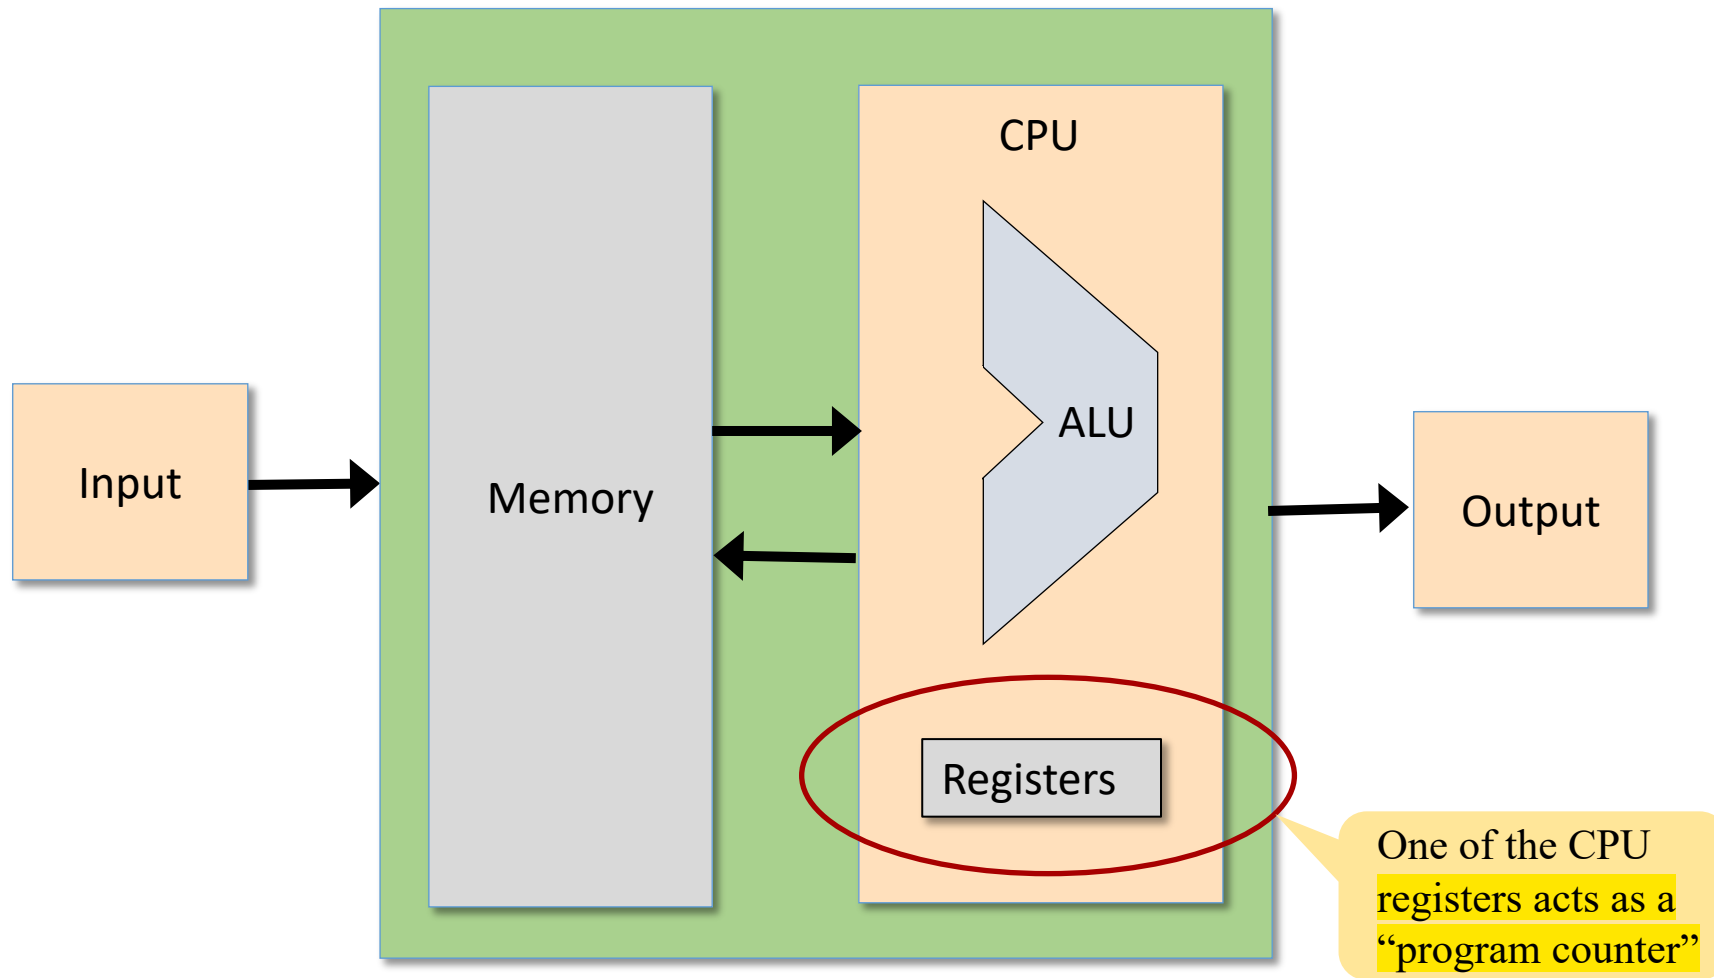 CPU
ALU
Input
Memory
Output
Registers
One of the CPU
registers acts as a
“program counter”